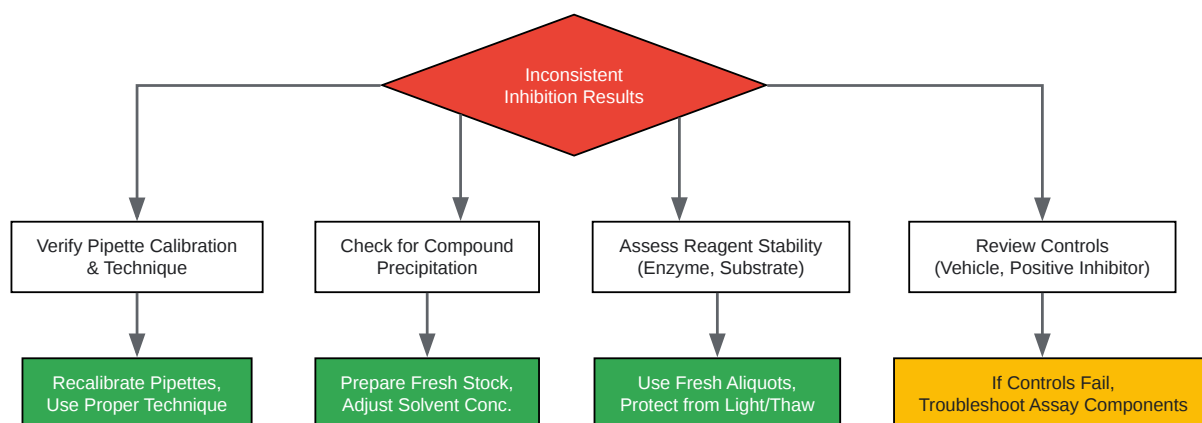 Inconsistent
Inhibition Results
Verify Pipette Calibration
& Technique
Check for Compound
Precipitation
Assess Reagent Stability
(Enzyme, Substrate)
Review Controls
(Vehicle, Positive Inhibitor)
Recalibrate Pipettes,
Use Proper Technique
Prepare Fresh Stock,
Adjust Solvent Conc.
Use Fresh Aliquots,
Protect from Light/Thaw
If Controls Fail,
Troubleshoot Assay Components